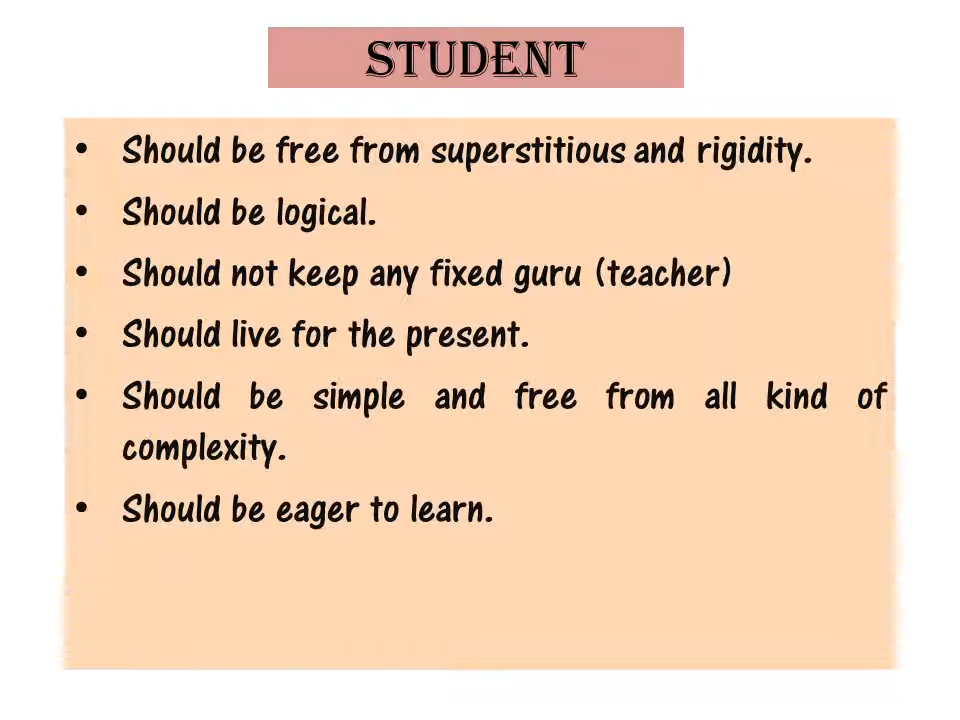 STUDENT
• Should be free from superstitious and rigidity.
• Should be logical.
• Should not keep any fixed guru (teacher)
• Should live for the present.
• Should be simple and free from all kind of
complexity.
• Should be eager to learn.